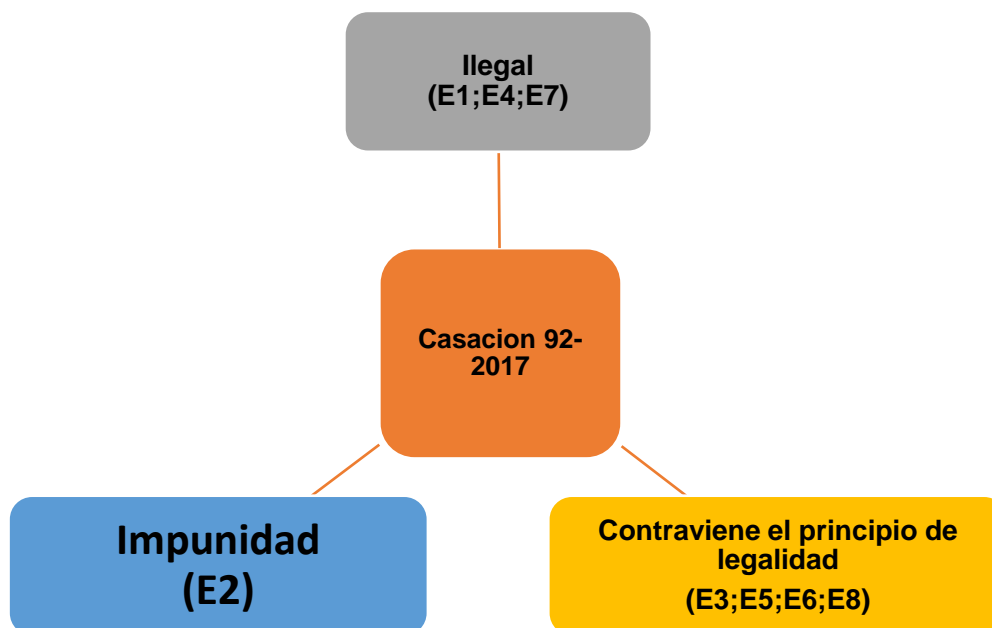 Ilegal
(E1;E4;E7)
Casacion 92-
2017
Impunidad
(E2)
Contraviene el principio de
legalidad
(E3;E5;E6;E8)